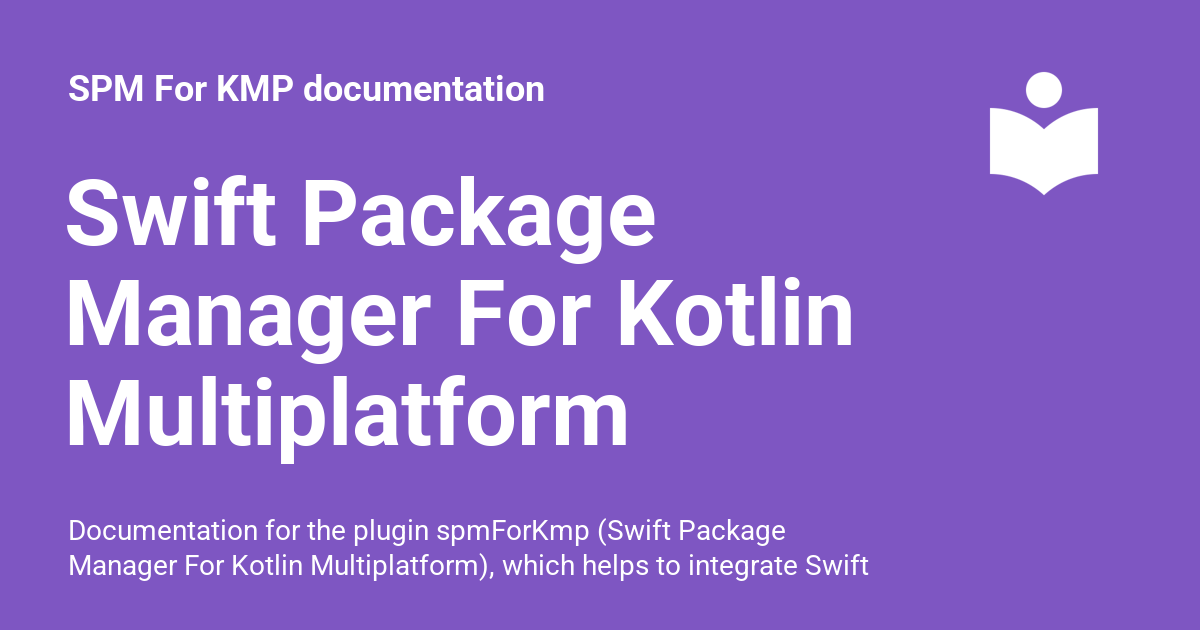 SPM For KMP documentation
Swift Package
Manager For Kotlin
Multiplatform
Documentation for the plugin spmForKmp (Swift Package
Manager For Kotlin Multiplatform), which helps to integrate Swift